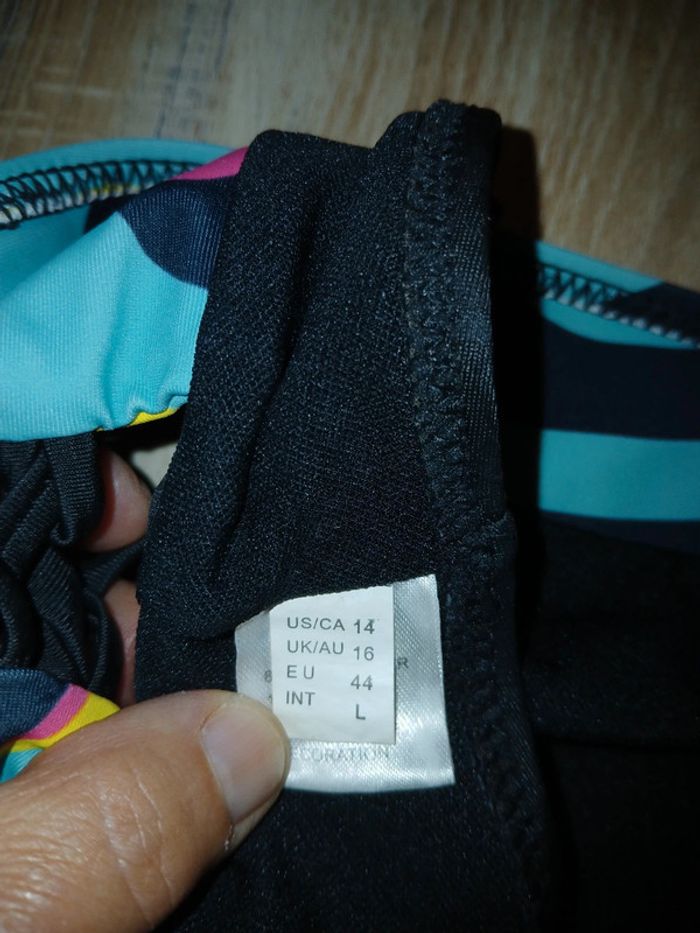 US/CA 14
UK/AU 16
EU 44
INT L